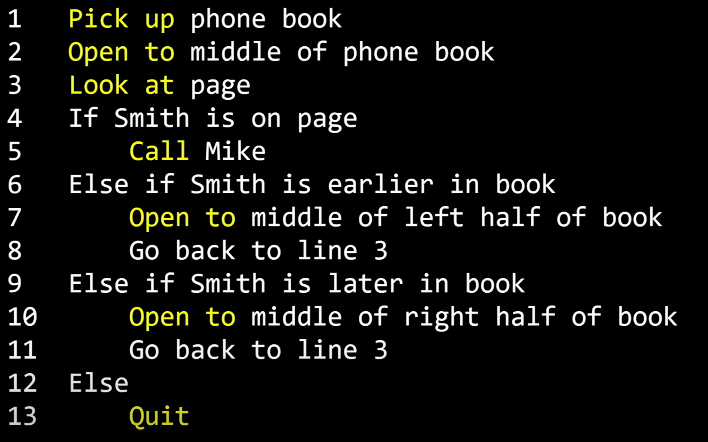 1 Pick up phone book
2 Open to middle of phone book
3 Look at page
4 If Smith is on page
5 Call Mike
6 Else if Smith is earlier in book
7 Open to middle of left half of book
8 Go back to line 3
9 Else if Smith is later in book
10 Open to middle of right half of book
11 Go back to line 3
12 Else
13 Quit